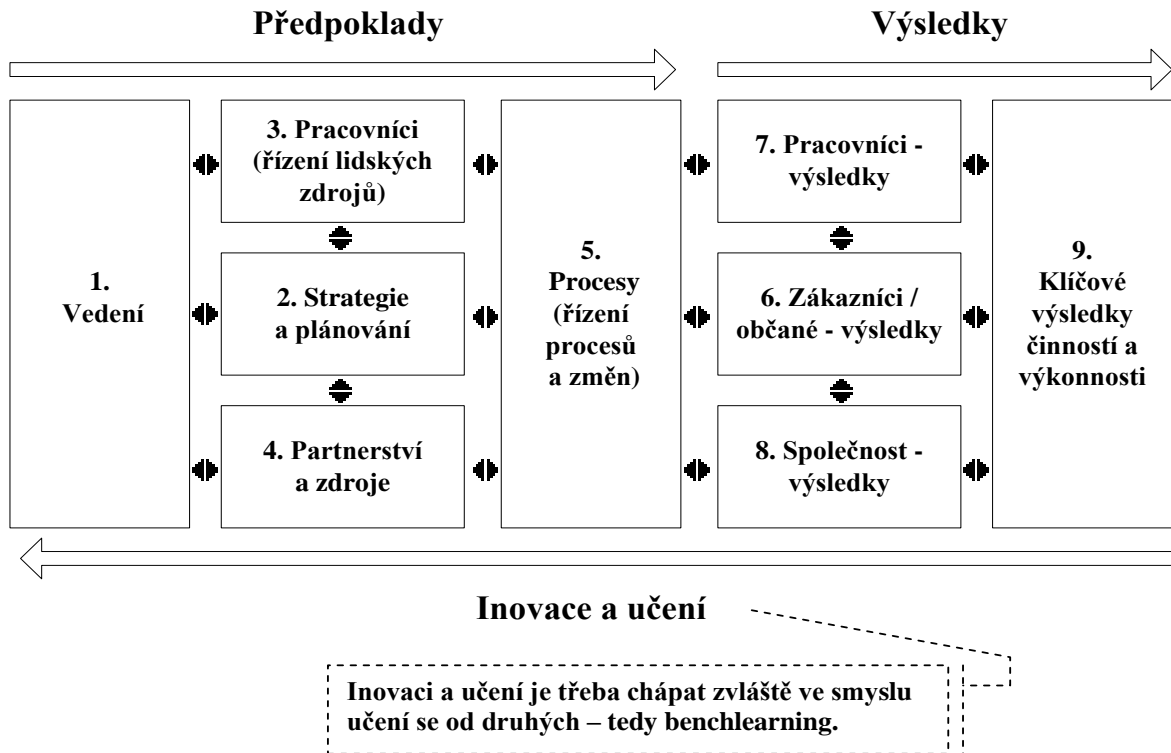 Předpoklady
Výsledky
1.
Vedení
3. Pracovníci
(řízení lidských
zdrojů)
2. Strategie
a plánování
4. Partnerství
a zdroje
5.
Procesy
(řízení
procesů
a změn)
7. Pracovníci -
výsledky
6. Zákazníci /
občané - výsledky
8. Společnost -
výsledky
9.
Klíčové
výsledky
činností a
výkonnosti
Inovace a učení
Inovaci a učení je třeba chápat zvláště ve smyslu
učení se od druhých – tedy benchlearning.